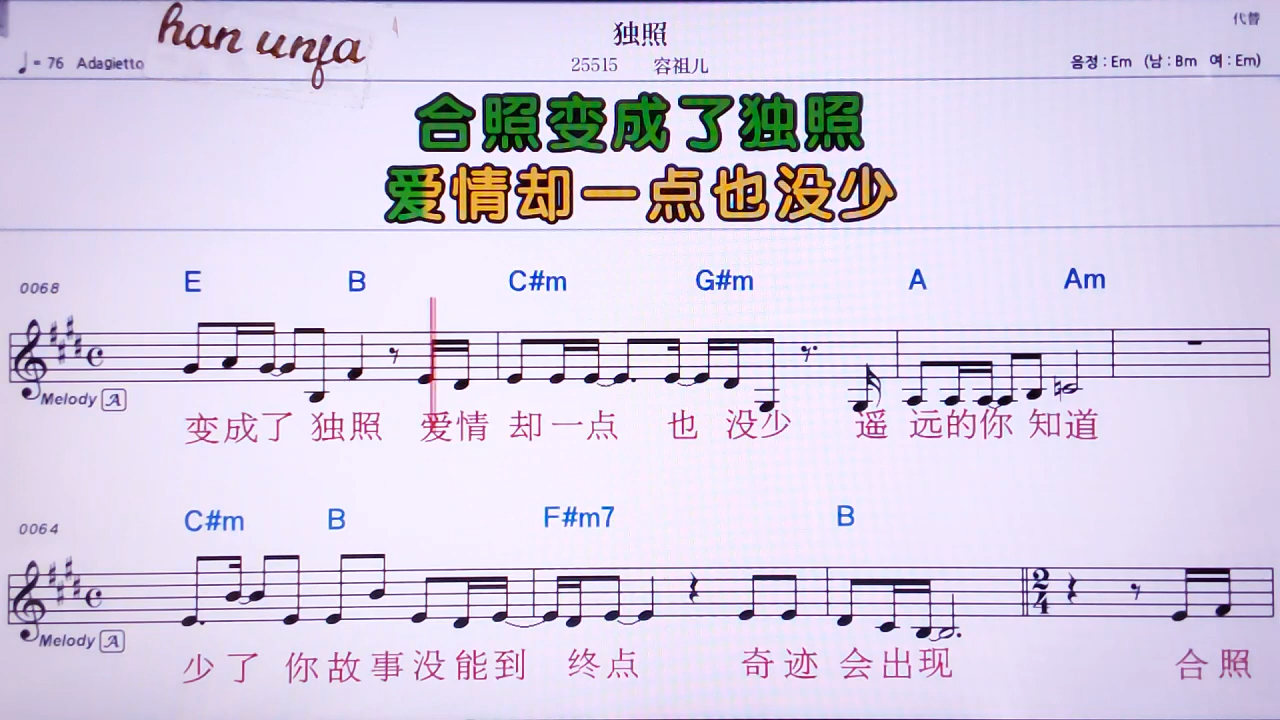 han unfa
独照
代替
♩= 76 Adagietto
25515 容祖儿
음정 : Em (남 : Bm 여 : Em)
合照变成了独照
爱情却一点也没少
0068
E B C#m G#m A Am
Melody A
变成了 独照 爱情 却一点 也 没少 遥 远的你 知道
0064
C#m B F#m7 B
2
4
Melody A
少了 你故事没能到 终点 奇迹 会出现 合照